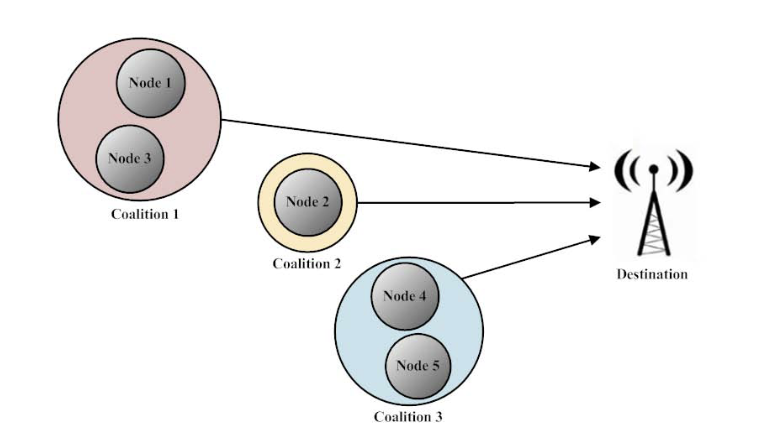 Node 1
Node 3
Coalition 1
Node 2
Coalition 2
Node 4
Node 5
Coalition 3
Destination